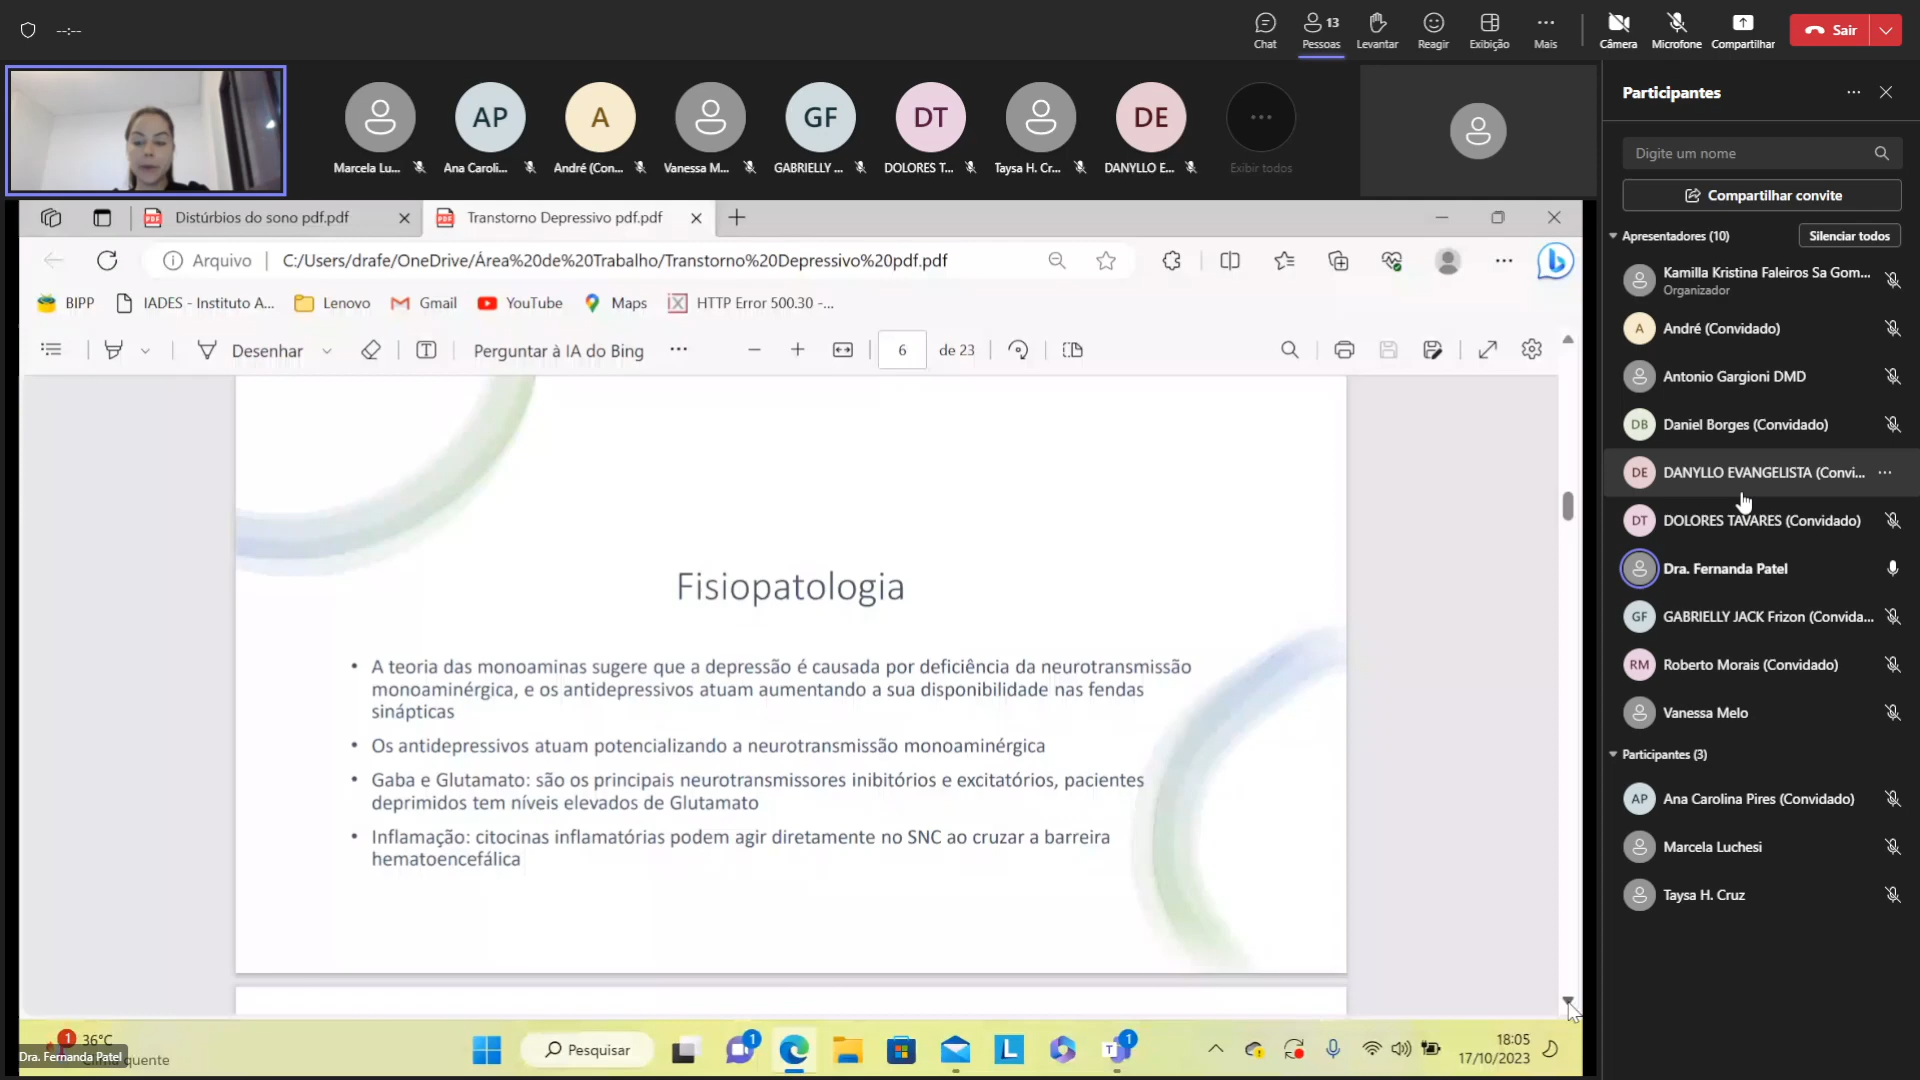 --:--
Chat
13
Pessoas
Levantar
Reagir
Exibição
Mais
Câmera
Microfone
Compartilhar
Sair
AP
A
GF
DT
DE
Marcela Lu...
Ana Caroli...
André (Con...
Vanessa M...
GABRIELLY ...
DOLORES T...
Taysa H. Cr...
DANYLLO E...
Exibir todos
Distúrbios do sono pdf.pdf
Transtorno Depressivo pdf.pdf
Arquivo
C:/Users/drafe/OneDrive/Área%20de%20Trabalho/Transtorno%20Depressivo%20pdf.pdf
BIPP
IADES - Instituto A...
Lenovo
Gmail
YouTube
Maps
HTTP Error 500.30 -...
Desenhar
Perguntar à IA do Bing
6
de 23
Fisiopatologia
• A teoria das monoaminas sugere que a depressão é causada por deficiência da neurotransmissão
monoaminérgica, e os antidepressivos atuam aumentando a sua disponibilidade nas fendas
sinápticas
• Os antidepressivos atuam potencializando a neurotransmissão monoaminérgica
• Gaba e Glutamato: são os principais neurotransmissores inibitórios e excitatórios, pacientes
deprimidos tem níveis elevados de Glutamato
• Inflamação: citocinas inflamatórias podem agir diretamente no SNC ao cruzar a barreira
hematoencefálica
1
36°C
Dra. Fernanda Patel
Pesquisar
1
1
18:05
17/10/2023
Participantes
Digite um nome
Compartilhar convite
Apresentadores (10)
Silenciar todos
Kamilla Kristina Faleiros Sa Gom...
Organizador
A
André (Convidado)
Antonio Gargioni DMD
DB
Daniel Borges (Convidado)
DE
DANYLLO EVANGELISTA (Convi...
DT
DOLORES TAVARES (Convidado)
Dra. Fernanda Patel
GF
GABRIELLY JACK Frizon (Convida...
RM
Roberto Morais (Convidado)
Vanessa Melo
Participantes (3)
AP
Ana Carolina Pires (Convidado)
Marcela Luchesi
Taysa H. Cruz